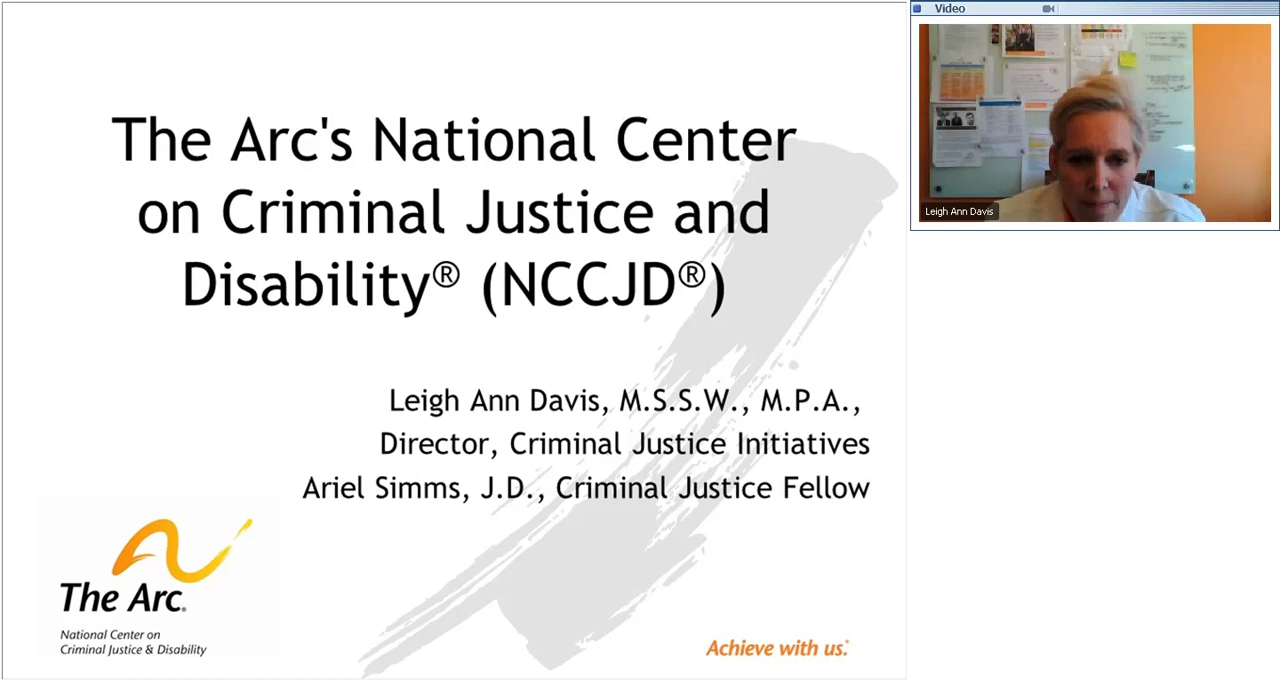 The Arc's National Center
on Criminal Justice and
Disability® (NCCJD®)
Leigh Ann Davis, M.S.S.W., M.P.A.,
Director, Criminal Justice Initiatives
Ariel Simms, J.D., Criminal Justice Fellow
The Arc®
National Center on
Criminal Justice & Disability
Achieve with us.®
Video
Leigh Ann Davis